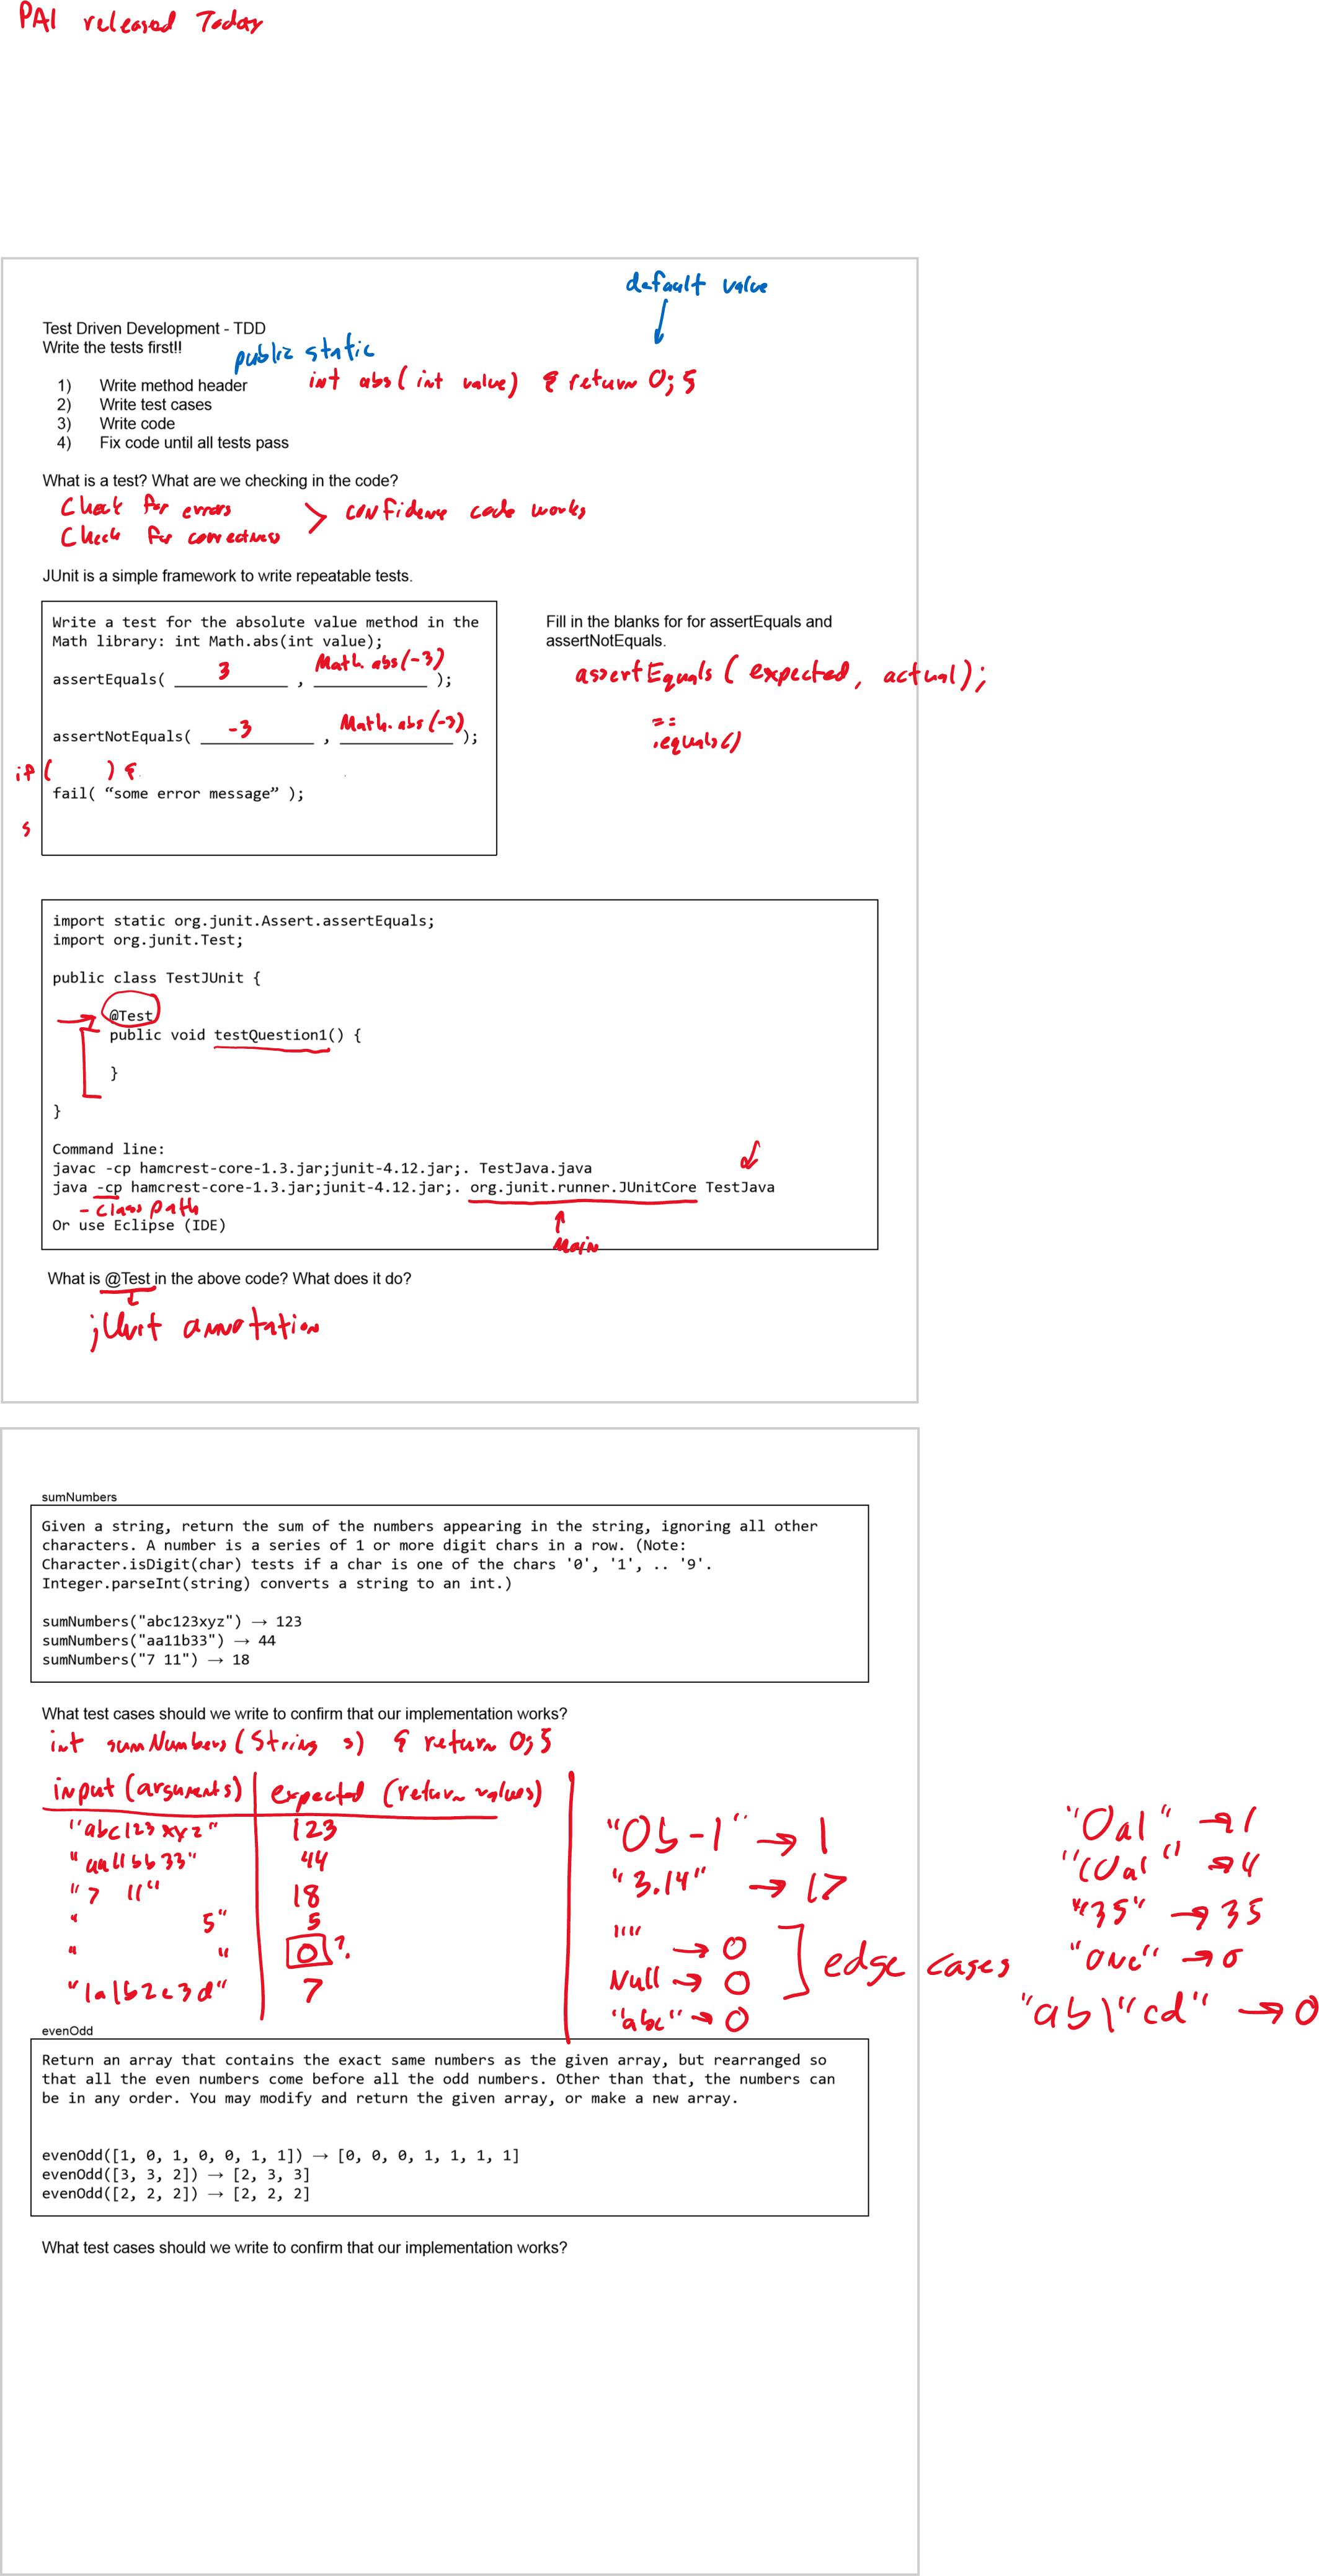 PA1 released Today
default value
Test Driven Development - TDD
Write the tests first!!
public static
1) Write method header
int abs( int value) { return 0; }
2) Write test cases
3) Write code
4) Fix code until all tests pass
What is a test? What are we checking in the code?
Check for errors
Check for correctness
> confidence code works
JUnit is a simple framework to write repeatable tests.
Write a test for the absolute value method in the
Math library: int Math.abs(int value);
assertEquals( 3 , Math.abs(-3) );
assertNotEquals( -3 , Math.abs(-3) );
if ( ) {
fail( “some error message” );
}
Fill in the blanks for for assertEquals and
assertNotEquals.
assertEquals ( expected, actual);
==
.equals()
import static org.junit.Assert.assertEquals;
import org.junit.Test;
public class TestJUnit {
@Test
public void testQuestion1() {
}
}
Command line:
javac -cp hamcrest-core-1.3.jar;junit-4.12.jar;. TestJava.java
java -cp hamcrest-core-1.3.jar;junit-4.12.jar;. org.junit.runner.JUnitCore TestJava
- class path
Or use Eclipse (IDE)
Main
What is @Test in the above code? What does it do?
jUnit annotation
sumNumbers
Given a string, return the sum of the numbers appearing in the string, ignoring all other
characters. A number is a series of 1 or more digit chars in a row. (Note:
Character.isDigit(char) tests if a char is one of the chars '0', '1', .. '9'.
Integer.parseInt(string) converts a string to an int.)
sumNumbers("abc123xyz") → 123
sumNumbers("aa11b33") → 44
sumNumbers("7 11") → 18
What test cases should we write to confirm that our implementation works?
int sumNumbers(String s) { return 0; }
input (arguments) expected (return values)
"abc123xyz" 123
"aa11bb33" 44
"7 11" 18
" 5" 5
" " 0 ?
"1a1b2c3d" 7
"0b-1" → 1
"3.14" → 17
"" → 0
Null → 0
"abc" → 0
edge cases
"0a1" → 1
→ 4
"35" → 35
"one" → 0
"ab\"cd" → 0
evenOdd
Return an array that contains the exact same numbers as the given array, but rearranged so
that all the even numbers come before all the odd numbers. Other than that, the numbers can
be in any order. You may modify and return the given array, or make a new array.
evenOdd([1, 0, 1, 0, 0, 1, 1]) → [0, 0, 0, 1, 1, 1, 1]
evenOdd([3, 3, 2]) → [2, 3, 3]
evenOdd([2, 2, 2]) → [2, 2, 2]
What test cases should we write to confirm that our implementation works?